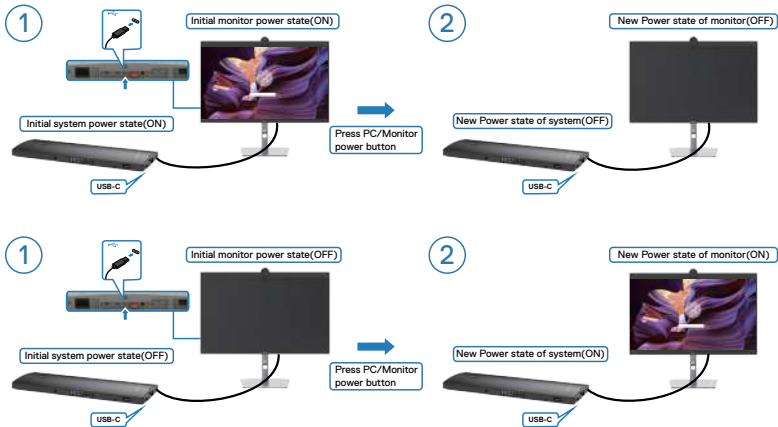 1
Initial monitor power state(ON)
2
New Power state of monitor(OFF)
Initial system power state(ON)
Press PC/Monitor
power button
New Power state of system(OFF)
USB-C
USB-C
1
Initial monitor power state(OFF)
2
New Power state of monitor(ON)
Initial system power state(OFF)
Press PC/Monitor
power button
New Power state of system(ON)
USB-C
USB-C